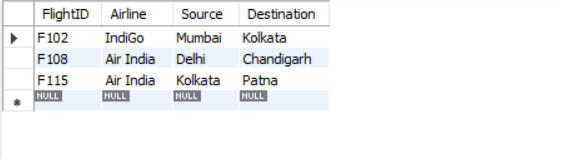 FlightID Airline Source Destination
F102 IndiGo Mumbai Kolkata
F108 Air India Delhi Chandigarh
F115 Air India Kolkata Patna
NULL NULL NULL NULL